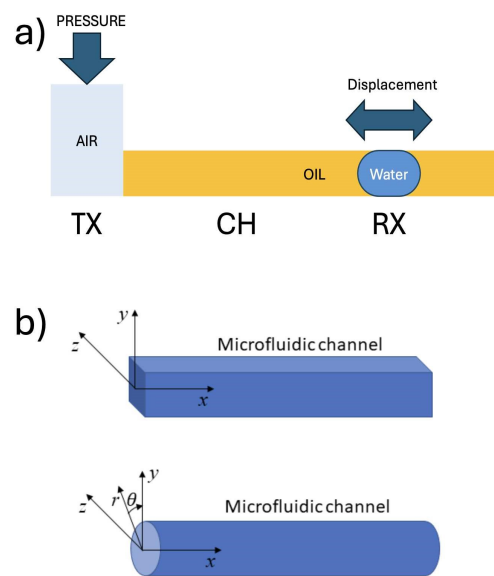 a)
PRESSURE
AIR
Displacement
OIL
Water
TX
CH
RX
b)
y
z
Microfluidic channel
x
y
r
θ
z
Microfluidic channel
x